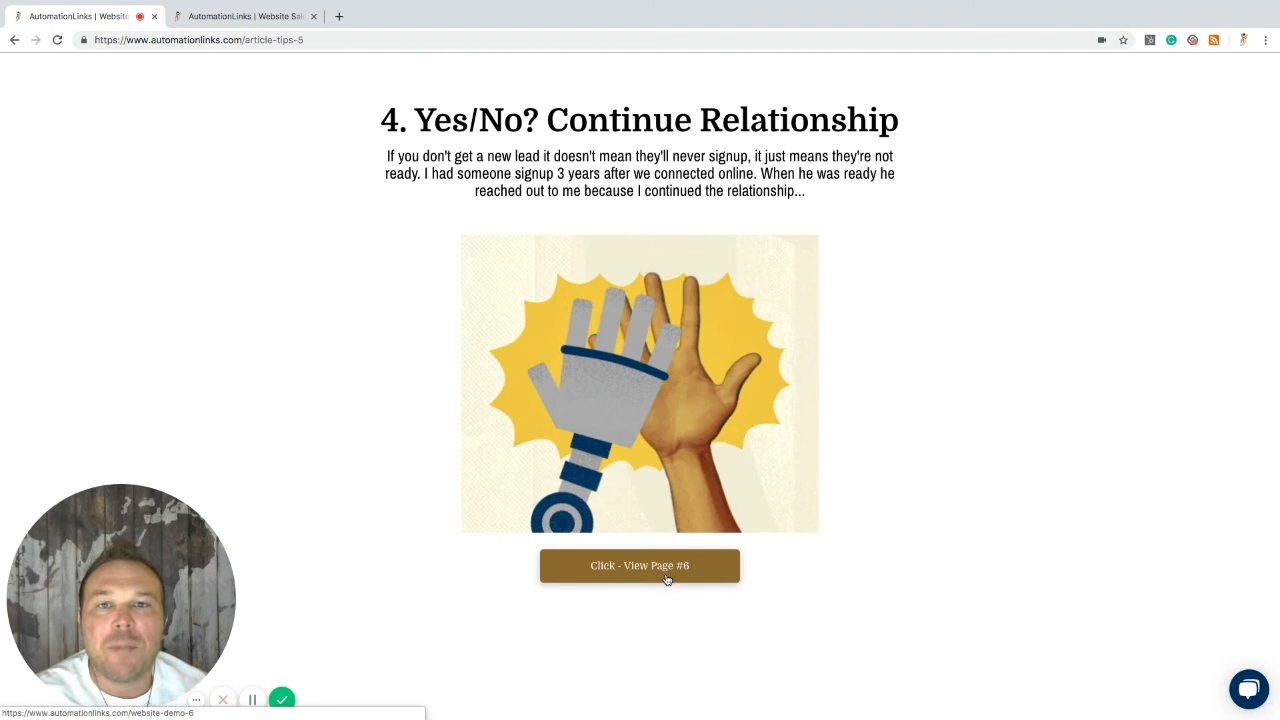 AutomationLinks | Website
AutomationLinks | Website Sal
https://www.automationlinks.com/article-tips-5
4. Yes/No? Continue Relationship
If you don't get a new lead it doesn't mean they'll never signup, it just means they're not
ready. I had someone signup 3 years after we connected online. When he was ready he
reached out to me because I continued the relationship...
Click - View Page #6
https://www.automationlinks.com/website-demo-6